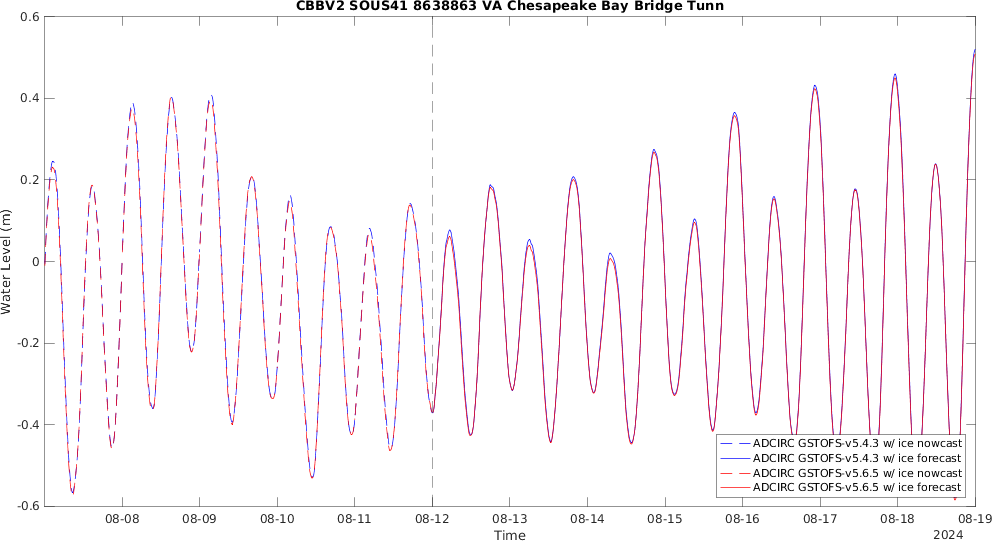 CBBV2 SOUS41 8638863 VA Chesapeake Bay Bridge Tunn
0.6
0.4
0.2
0
-0.2
-0.4
-0.6
Water Level (m)
ADCIRC GSTOFS-v5.4.3 w/ ice nowcast
ADCIRC GSTOFS-v5.4.3 w/ ice forecast
ADCIRC GSTOFS-v5.6.5 w/ ice nowcast
ADCIRC GSTOFS-v5.6.5 w/ ice forecast
08-08 08-09 08-10 08-11 08-12 08-13 08-14 08-15 08-16 08-17 08-18 08-19
Time
2024